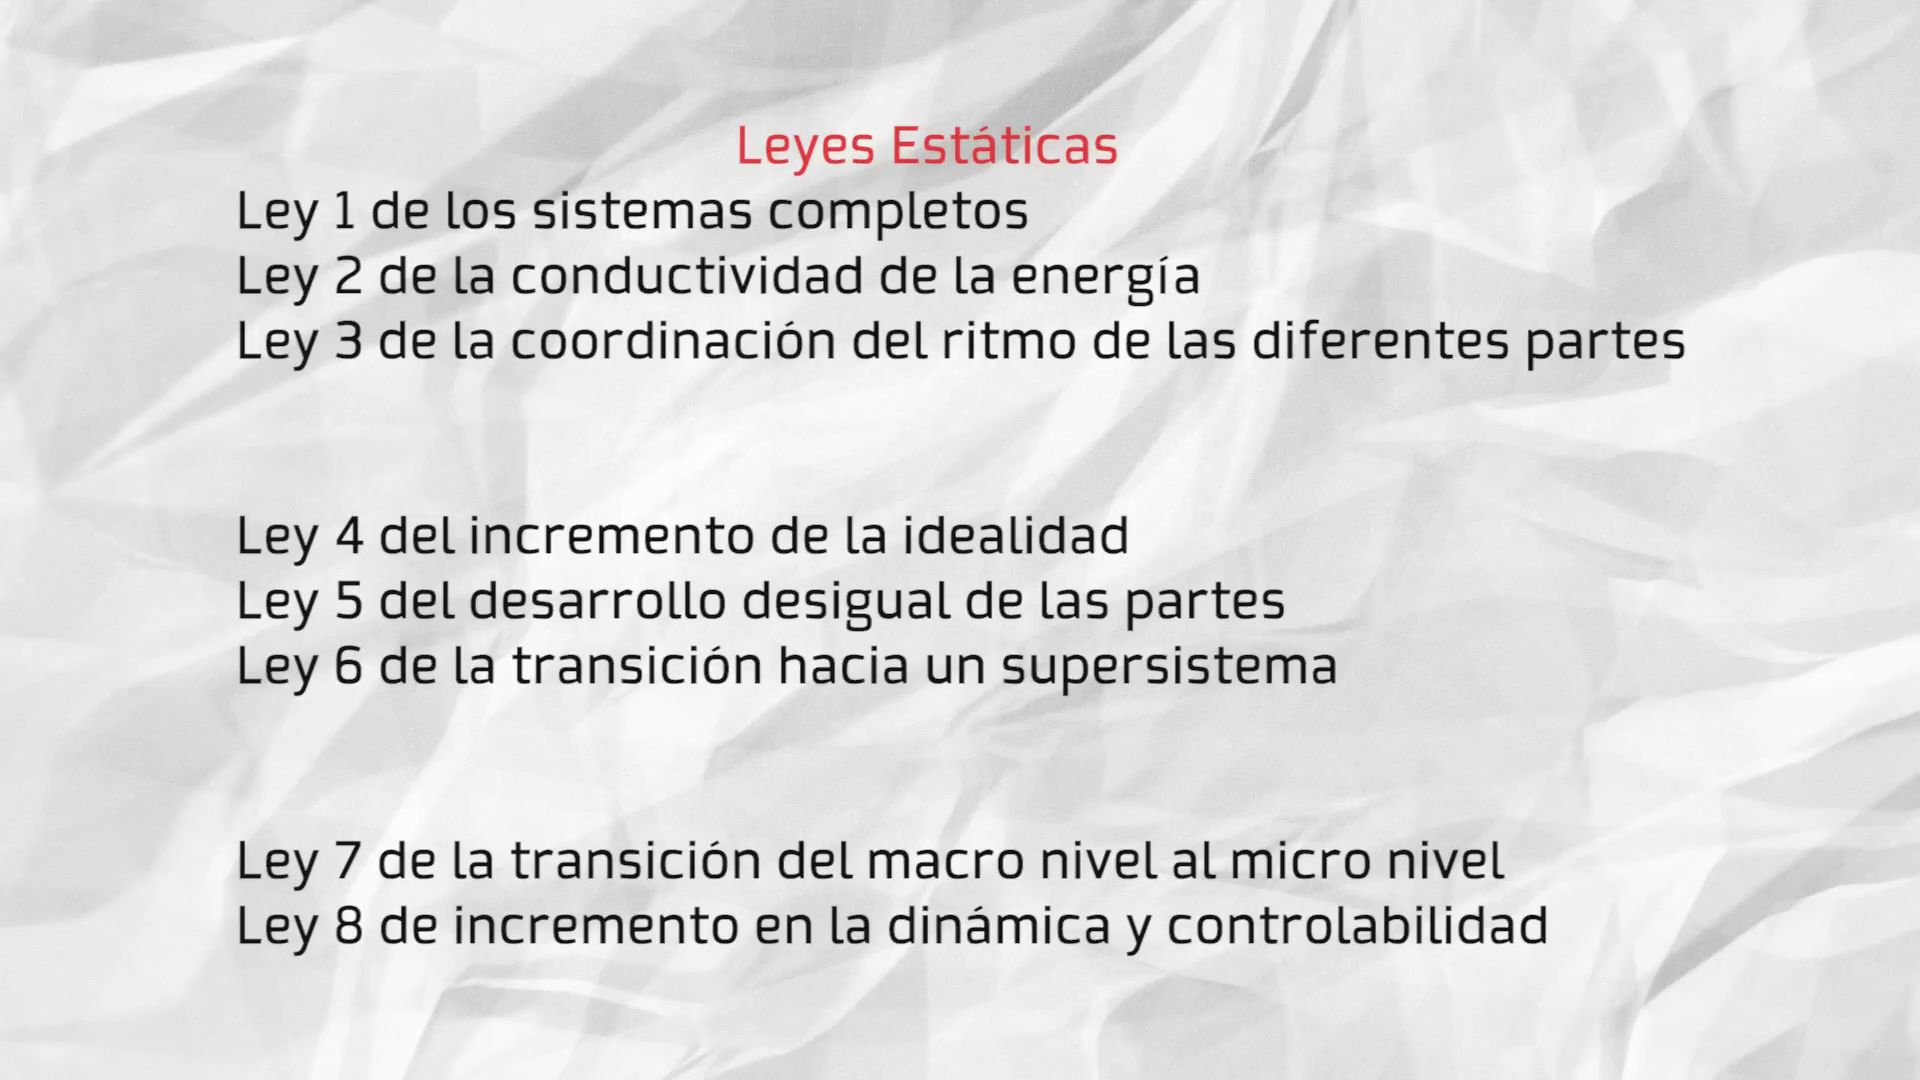 Leyes Estáticas
Ley 1 de los sistemas completos
Ley 2 de la conductividad de la energía
Ley 3 de la coordinación del ritmo de las diferentes partes
Ley 4 del incremento de la idealidad
Ley 5 del desarrollo desigual de las partes
Ley 6 de la transición hacia un supersistema
Ley 7 de la transición del macro nivel al micro nivel
Ley 8 de incremento en la dinámica y controlabilidad